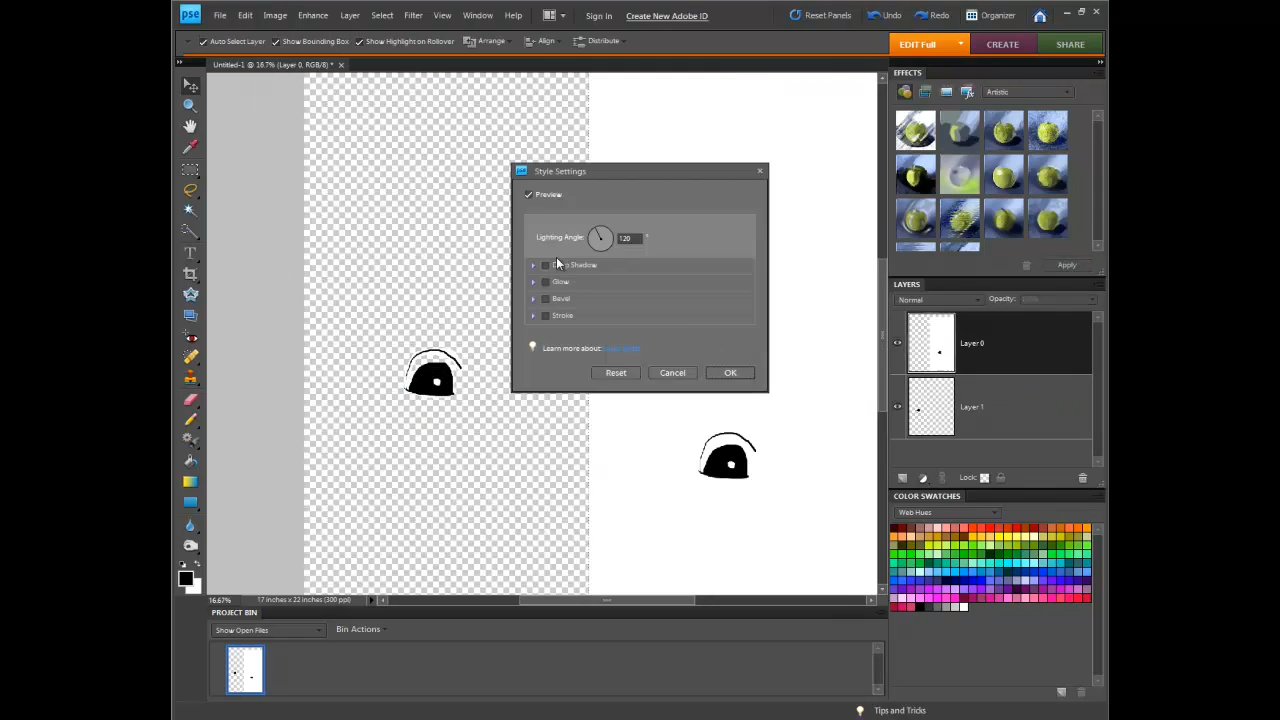 pse File Edit Image Enhance Layer Select Filter View Window Help Sign In Create New Adobe ID Reset Panels Undo Redo Organizer
Auto Select Layer Show Bounding Box Show Highlight on Rollover Arrange Align Distribute EDIT Full CREATE SHARE
Untitled-1 @ 16.7% (Layer 0, RGB/8) *
EFFECTS
Artistic
Style Settings
Preview
Lighting Angle: 120 °
Shadow
Glow
Bevel
Stroke
Learn more about:
Reset Cancel OK
Apply
LAYERS
Normal Opacity:
Layer 0
Layer 1
Lock:
COLOR SWATCHES
Web Hues
16.67% 17 inches x 22 inches (300 ppi)
PROJECT BIN
Show Open Files Bin Actions
Tips and Tricks